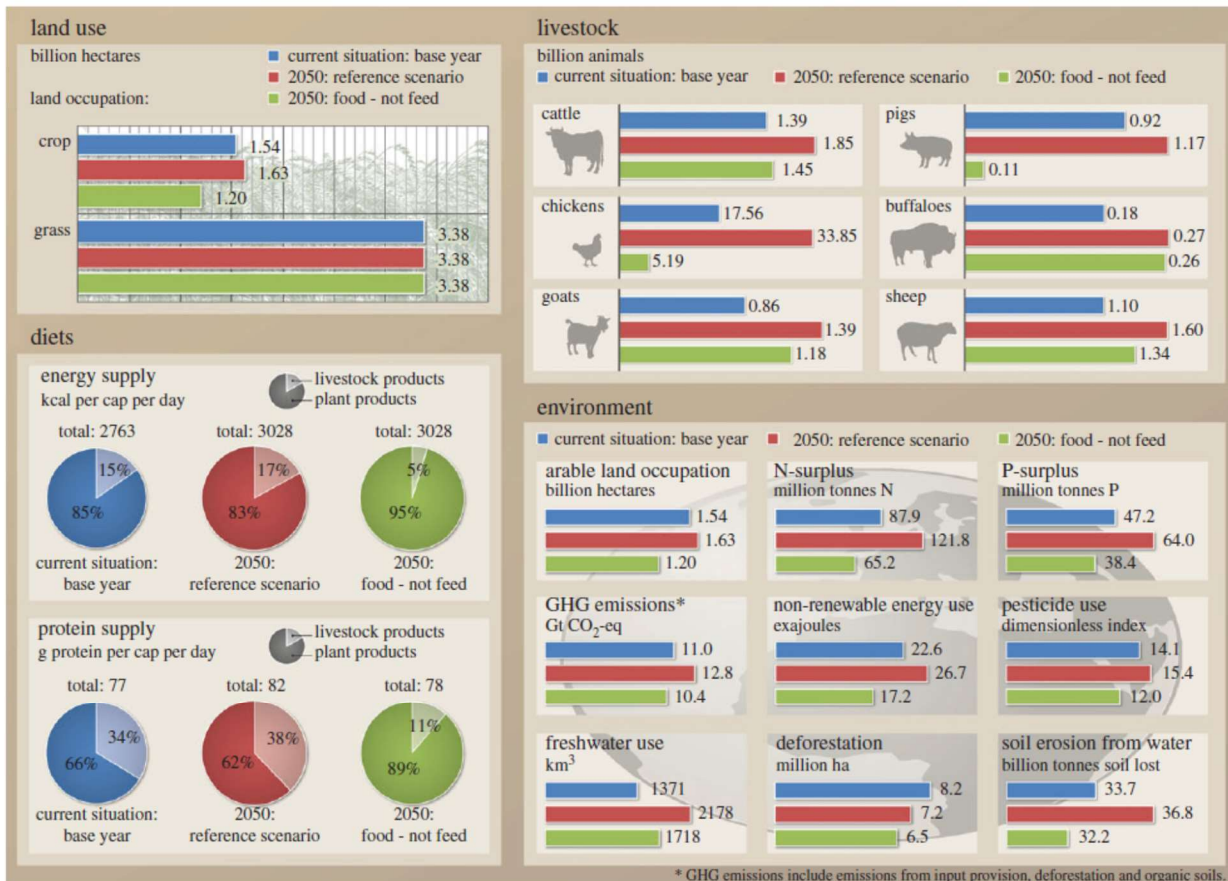 land use
billion hectares
current situation: base year
2050: reference scenario
land occupation:
2050: food - not feed
crop
1.54
1.63
1.20
grass
3.38
3.38
3.38
diets
energy supply
kcal per cap per day
livestock products
plant products
total: 2763
total: 3028
total: 3028
15%
85%
17%
83%
5%
95%
current situation:
base year
2050:
reference scenario
2050:
food - not feed
protein supply
g protein per cap per day
livestock products
plant products
total: 77
total: 82
total: 78
34%
66%
38%
62%
11%
89%
current situation:
base year
2050:
reference scenario
2050:
food - not feed
livestock
billion animals
current situation: base year
2050: reference scenario
2050: food - not feed
cattle
1.39
1.85
1.45
pigs
0.92
1.17
0.11
chickens
17.56
33.85
5.19
buffaloes
0.18
0.27
0.26
goats
0.86
1.39
1.18
sheep
1.10
1.60
1.34
environment
current situation: base year
2050: reference scenario
2050: food - not feed
arable land occupation
billion hectares
1.54
1.63
1.20
N-surplus
million tonnes N
87.9
121.8
65.2
P-surplus
million tonnes P
47.2
64.0
38.4
GHG emissions*
Gt CO₂-eq
11.0
12.8
10.4
non-renewable energy use
exajoules
22.6
26.7
17.2
pesticide use
dimensionless index
14.1
15.4
12.0
freshwater use
km³
1371
2178
1718
deforestation
million ha
8.2
7.2
6.5
soil erosion from water
billion tonnes soil lost
33.7
36.8
32.2
* GHG emissions include emissions from input provision, deforestation and organic soils.